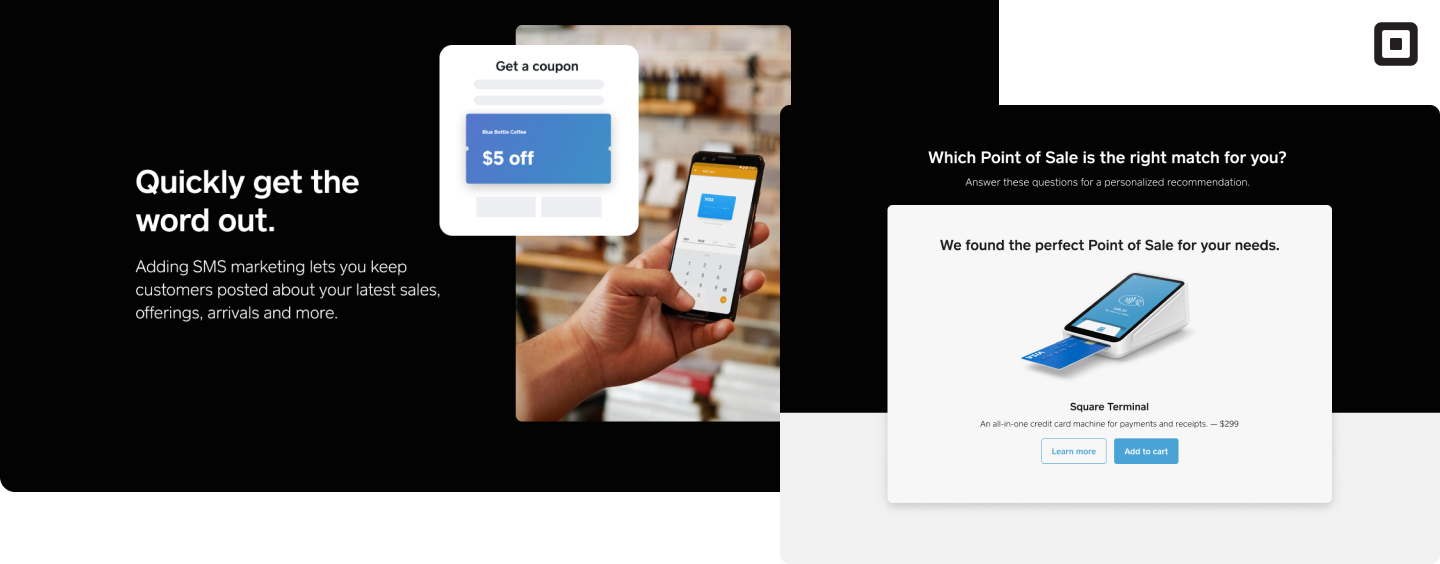 Quickly get the
word out.
Adding SMS marketing lets you keep
customers posted about your latest sales,
offerings, arrivals and more.
Get a coupon
Blue Bottle Coffee
$5 off
VISA
Which Point of Sale is the right match for you?
Answer these questions for a personalized recommendation.
We found the perfect Point of Sale for your needs.
VISA
Square Terminal
An all-in-one credit card machine for payments and receipts. — $299
Learn more
Add to cart